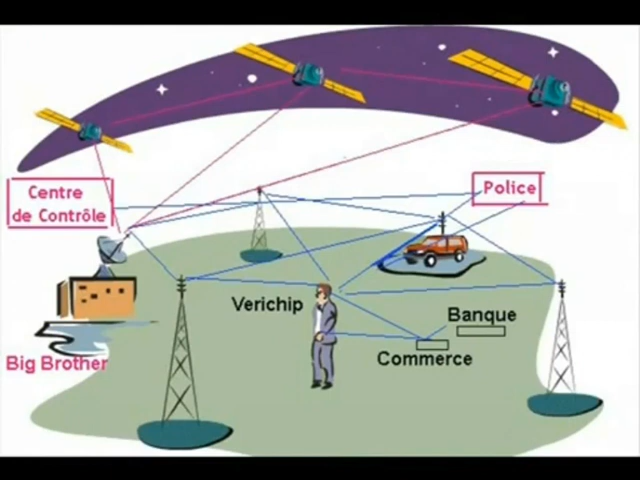 Centre
de Contrôle
Police
Verichip
Banque
Commerce
Big Brother